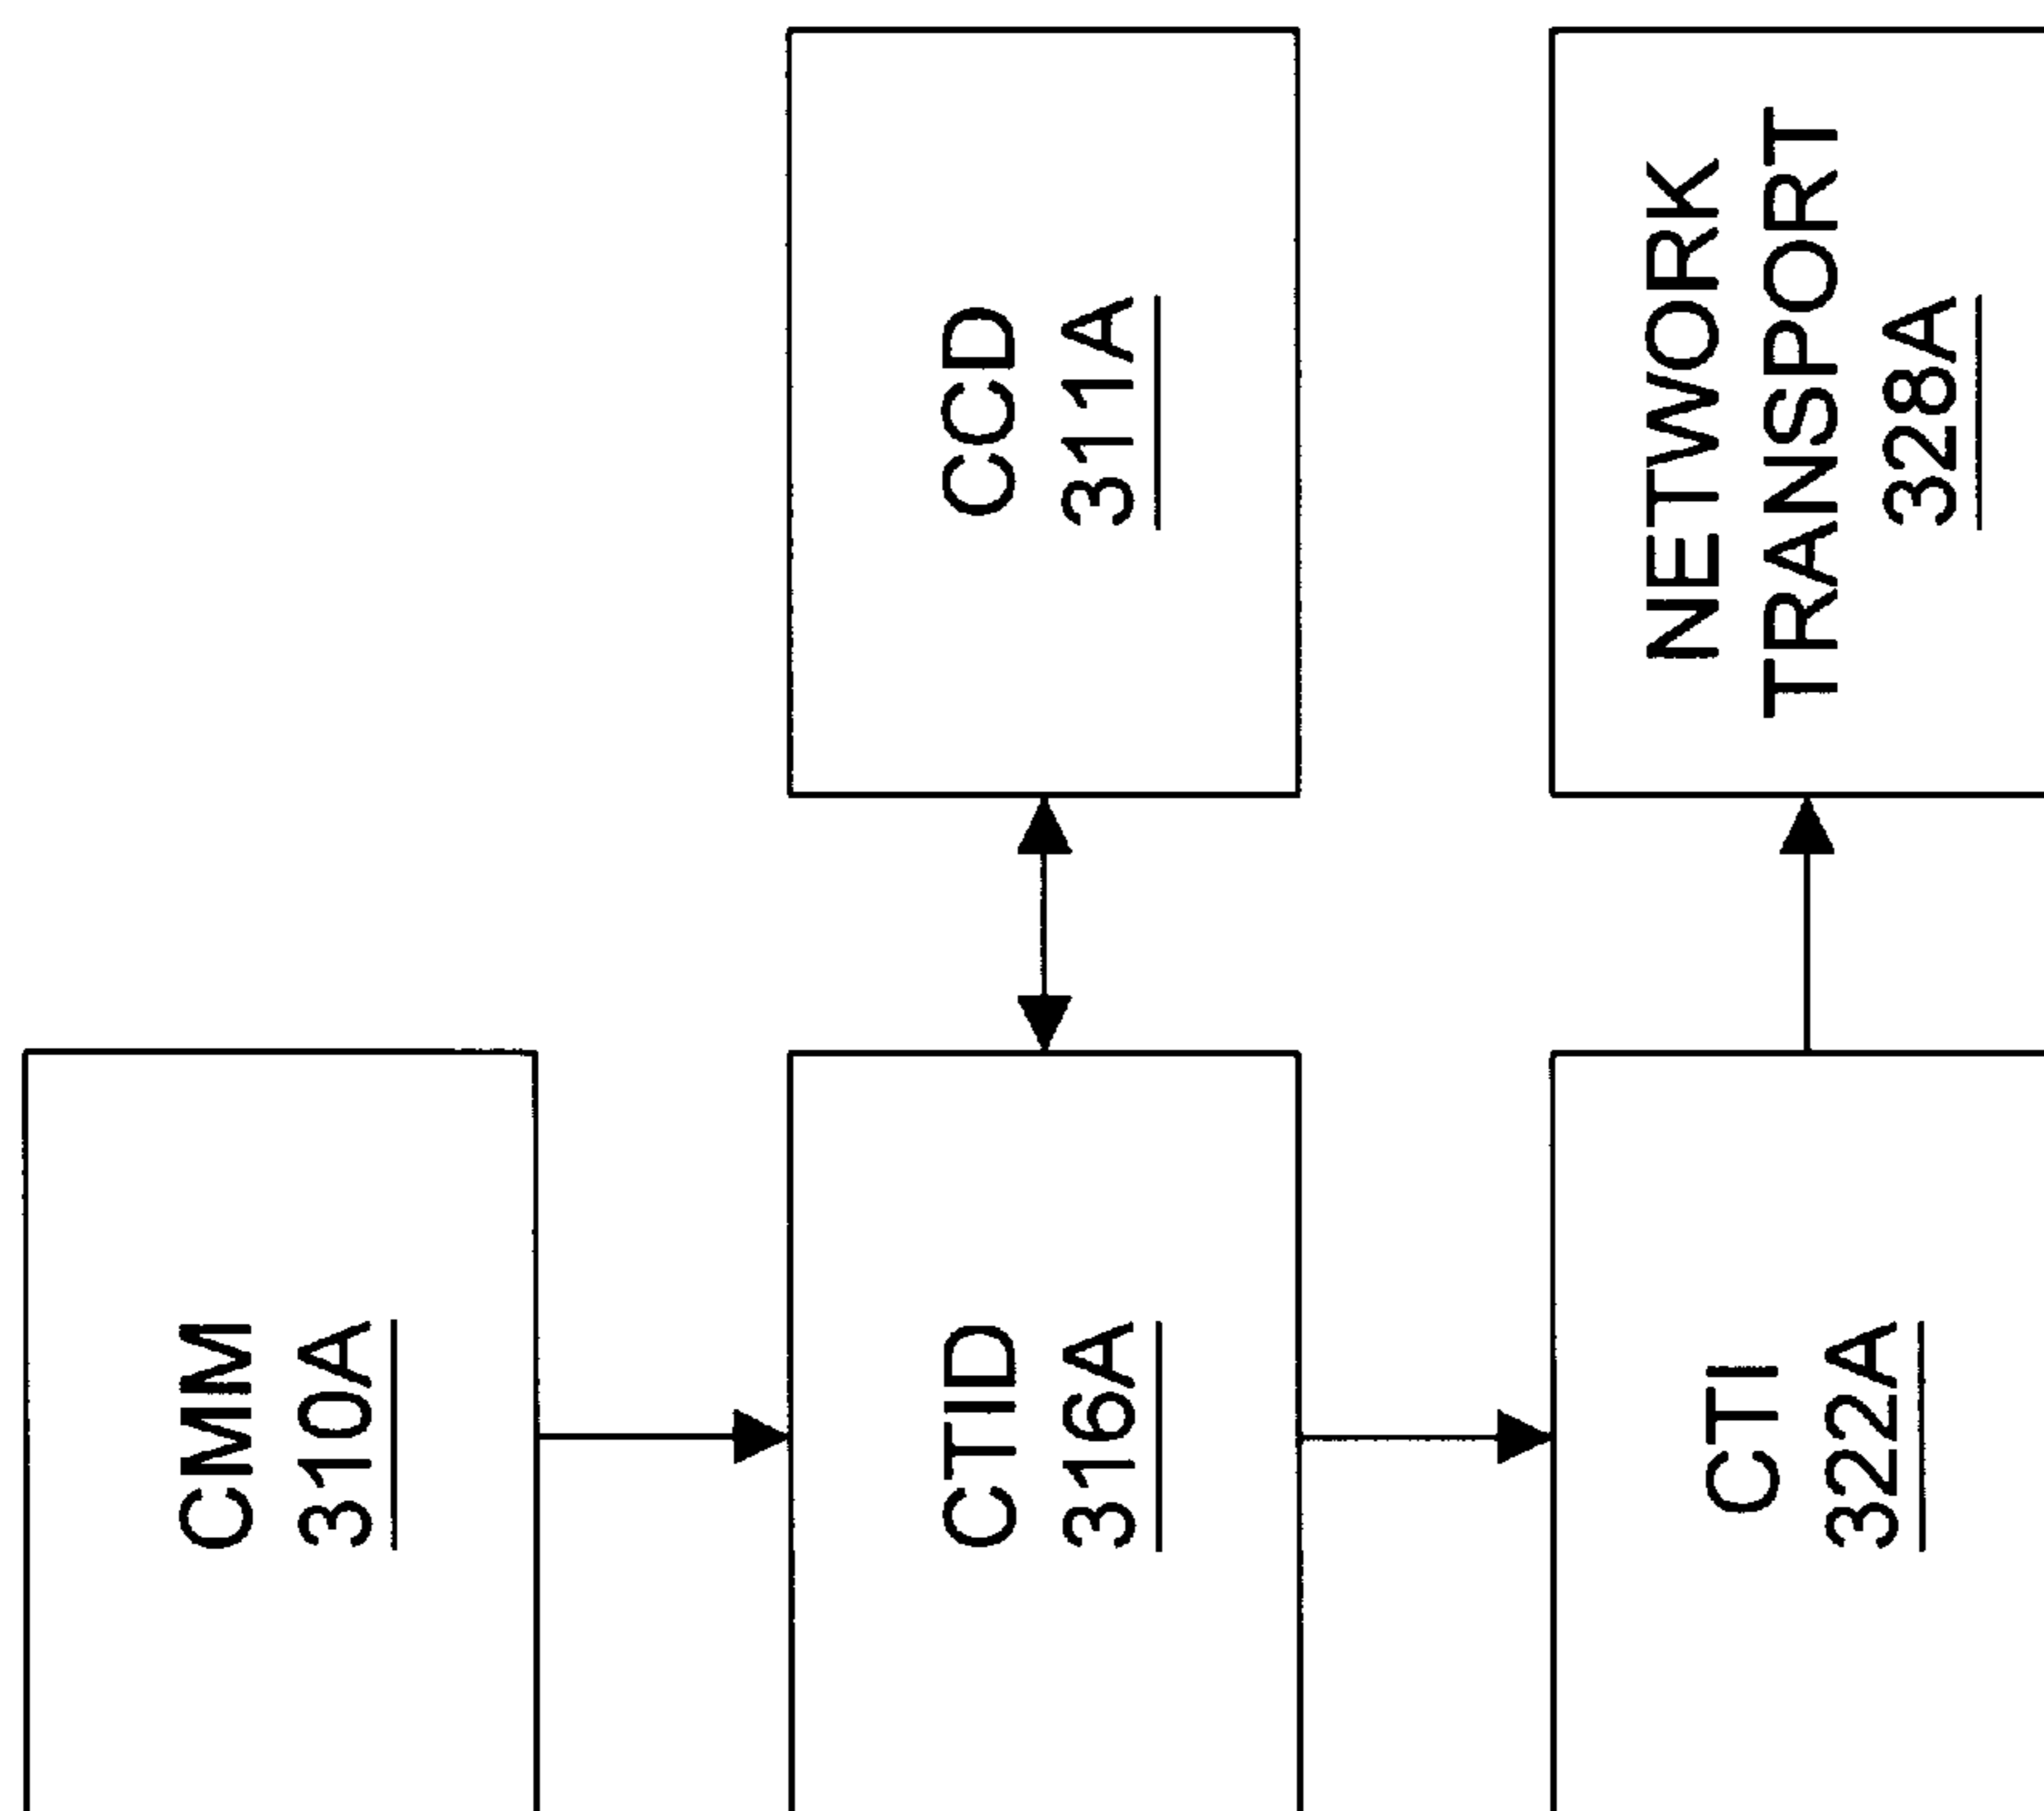 CMM
310A
CTID
316A
CCD
311A
CTI
322A
NETWORK
TRANSPORT
328A